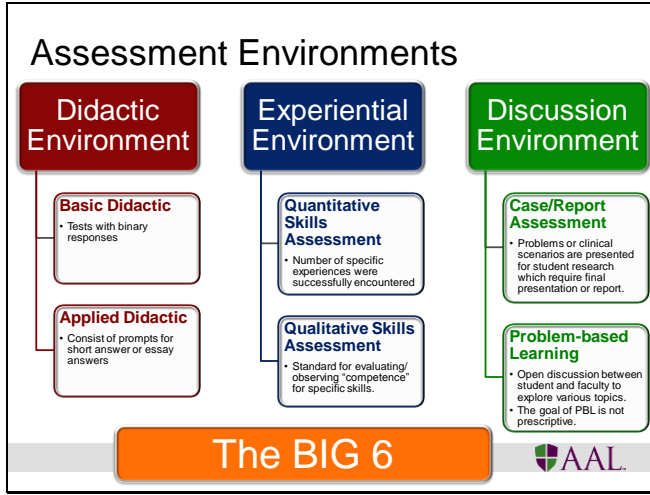 Assessment Environments
Didactic
Environment
Basic Didactic
• Tests with binary
responses
Applied Didactic
• Consist of prompts for
short answer or essay
answers
Experiential
Environment
Quantitative
Skills
Assessment
• Number of specific
experiences were
successfully encountered
Qualitative Skills
Assessment
• Standard for evaluating/
observing “competence”
for specific skills.
Discussion
Environment
Case/Report
Assessment
• Problems or clinical
scenarios are presented
for student research
which require final
presentation or report.
Problem-based
Learning
• Open discussion between
student and faculty to
explore various topics.
• The goal of PBL is not
prescriptive.
The BIG 6
AAL